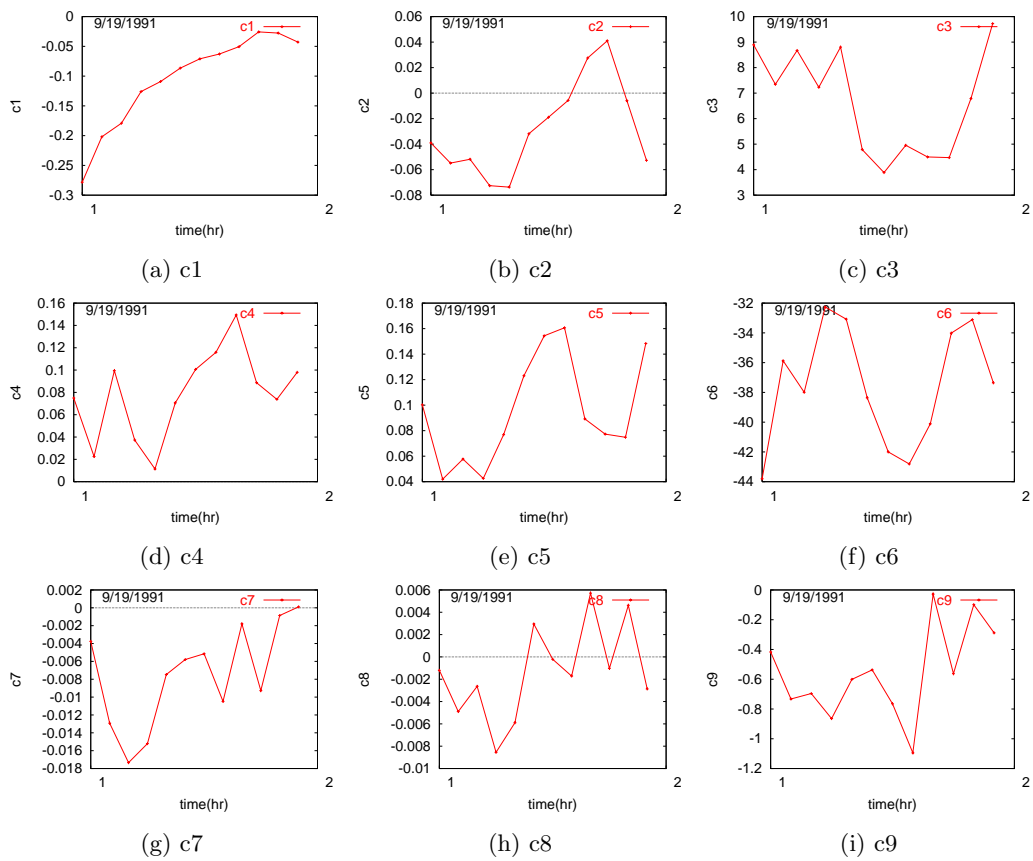 9/19/1991 c1
0
-0.05
-0.1
-0.15
-0.2
-0.25
-0.3
c1
1 2
time(hr)
(a) c1
9/19/1991 c2
0.06
0.04
0.02
0
-0.02
-0.04
-0.06
-0.08
c2
1 2
time(hr)
(b) c2
9/19/1991 c3
10
9
8
7
6
5
4
3
c3
1 2
time(hr)
(c) c3
9/19/1991 c4
0.16
0.14
0.12
0.1
0.08
0.06
0.04
0.02
0
c4
1 2
time(hr)
(d) c4
9/19/1991 c5
0.18
0.16
0.14
0.12
0.1
0.08
0.06
0.04
c5
1 2
time(hr)
(e) c5
9/19/1991 c6
-32
-34
-36
-38
-40
-42
-44
c6
1 2
time(hr)
(f) c6
9/19/1991 c7
0.002
0
-0.002
-0.004
-0.006
-0.008
-0.01
-0.012
-0.014
-0.016
-0.018
c7
1 2
time(hr)
(g) c7
9/19/1991 c8
0.006
0.004
0.002
0
-0.002
-0.004
-0.006
-0.008
-0.01
c8
1 2
time(hr)
(h) c8
9/19/1991 c9
0
-0.2
-0.4
-0.6
-0.8
-1
-1.2
c9
1 2
time(hr)
(i) c9